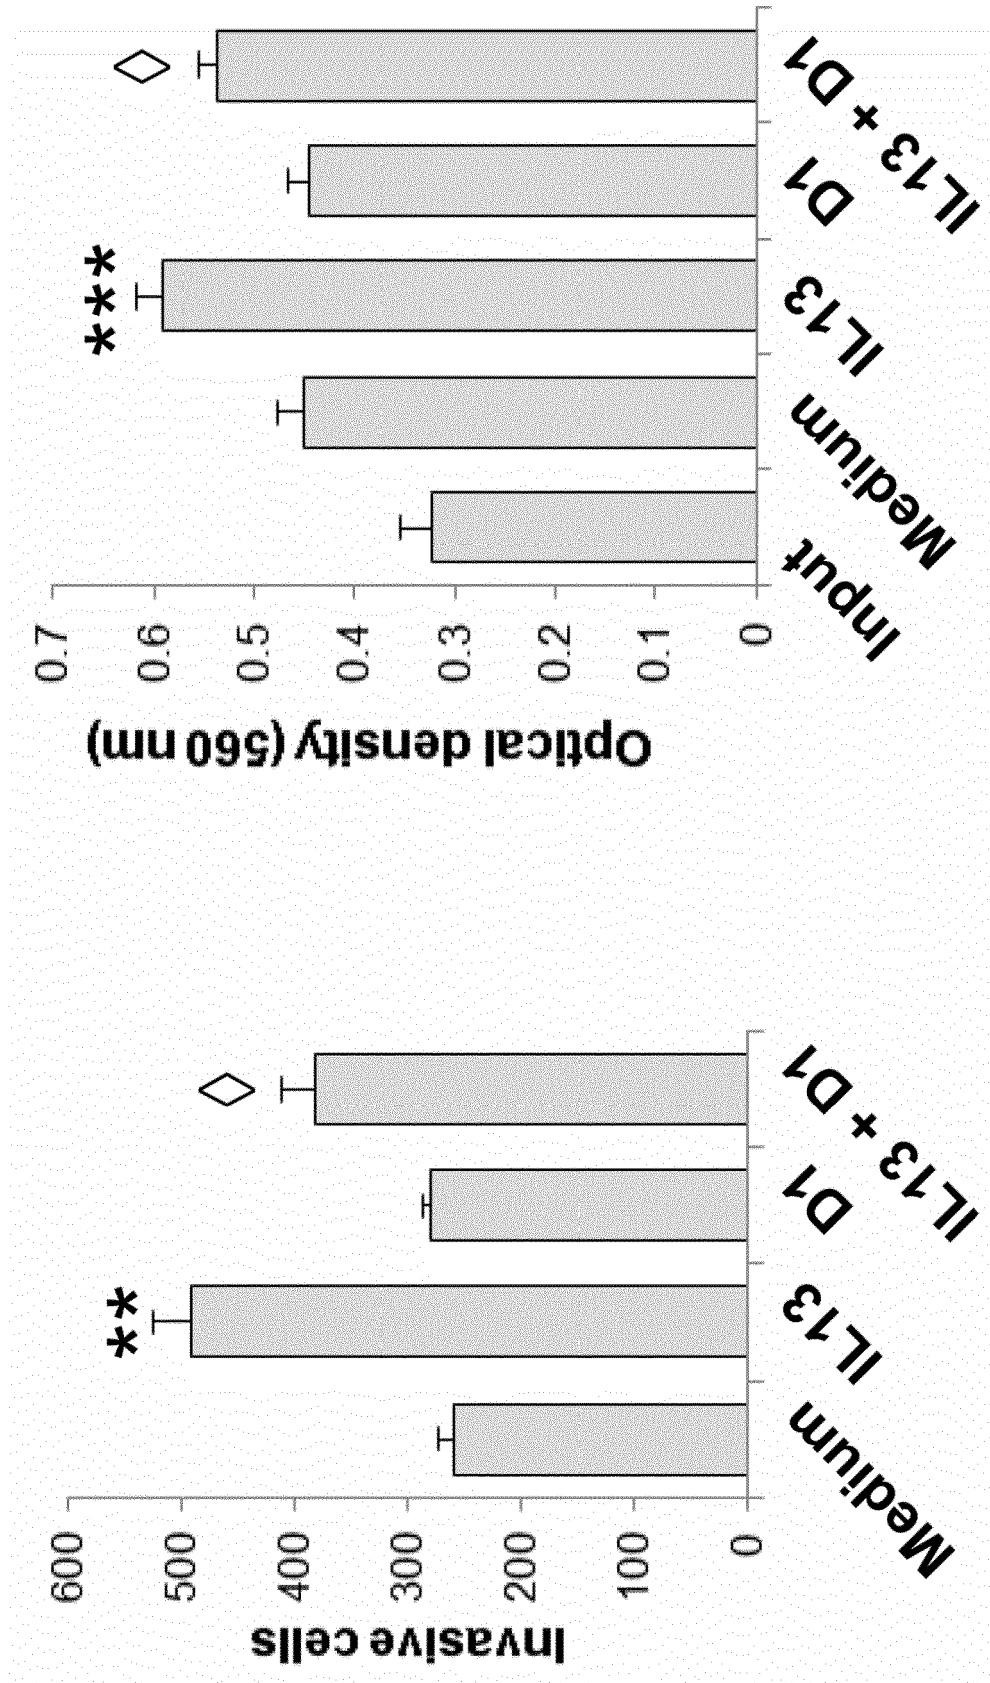 Invasive cells
600
500
400
300
200
100
0
**
◊
Medium
IL13
D1
IL13 + D1
Optical density (560 nm)
0.7
0.6
0.5
0.4
0.3
0.2
0.1
0
***
◊
Input
Medium
IL13
D1
IL13 + D1